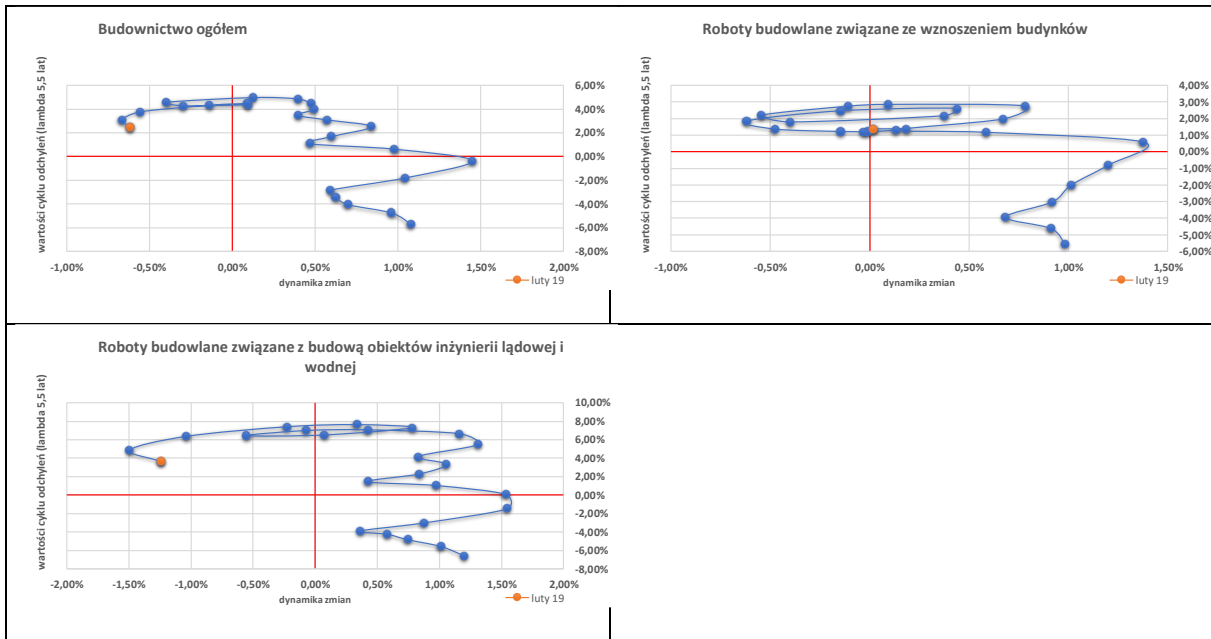 Budownictwo ogółem
wartości cyklu odchyleń (lambda 5,5 lat)
6,00%
4,00%
2,00%
0,00%
-2,00%
-4,00%
-6,00%
-8,00%
-1,00% -0,50% 0,00% 0,50% 1,00% 1,50% 2,00%
dynamika zmian
luty 19
Roboty budowlane związane ze wznoszeniem budynków
wartości cyklu odchyleń (lambda 5,5 lat)
4,00%
3,00%
2,00%
1,00%
0,00%
-1,00%
-2,00%
-3,00%
-4,00%
-5,00%
-6,00%
-1,00% -0,50% 0,00% 0,50% 1,00% 1,50%
dynamika zmian
luty 19
Roboty budowlane związane z budową obiektów inżynierii lądowej i
wodnej
wartości cyklu odchyleń (lambda 5,5 lat)
10,00%
8,00%
6,00%
4,00%
2,00%
0,00%
-2,00%
-4,00%
-6,00%
-8,00%
-2,00% -1,50% -1,00% -0,50% 0,00% 0,50% 1,00% 1,50% 2,00%
dynamika zmian
luty 19